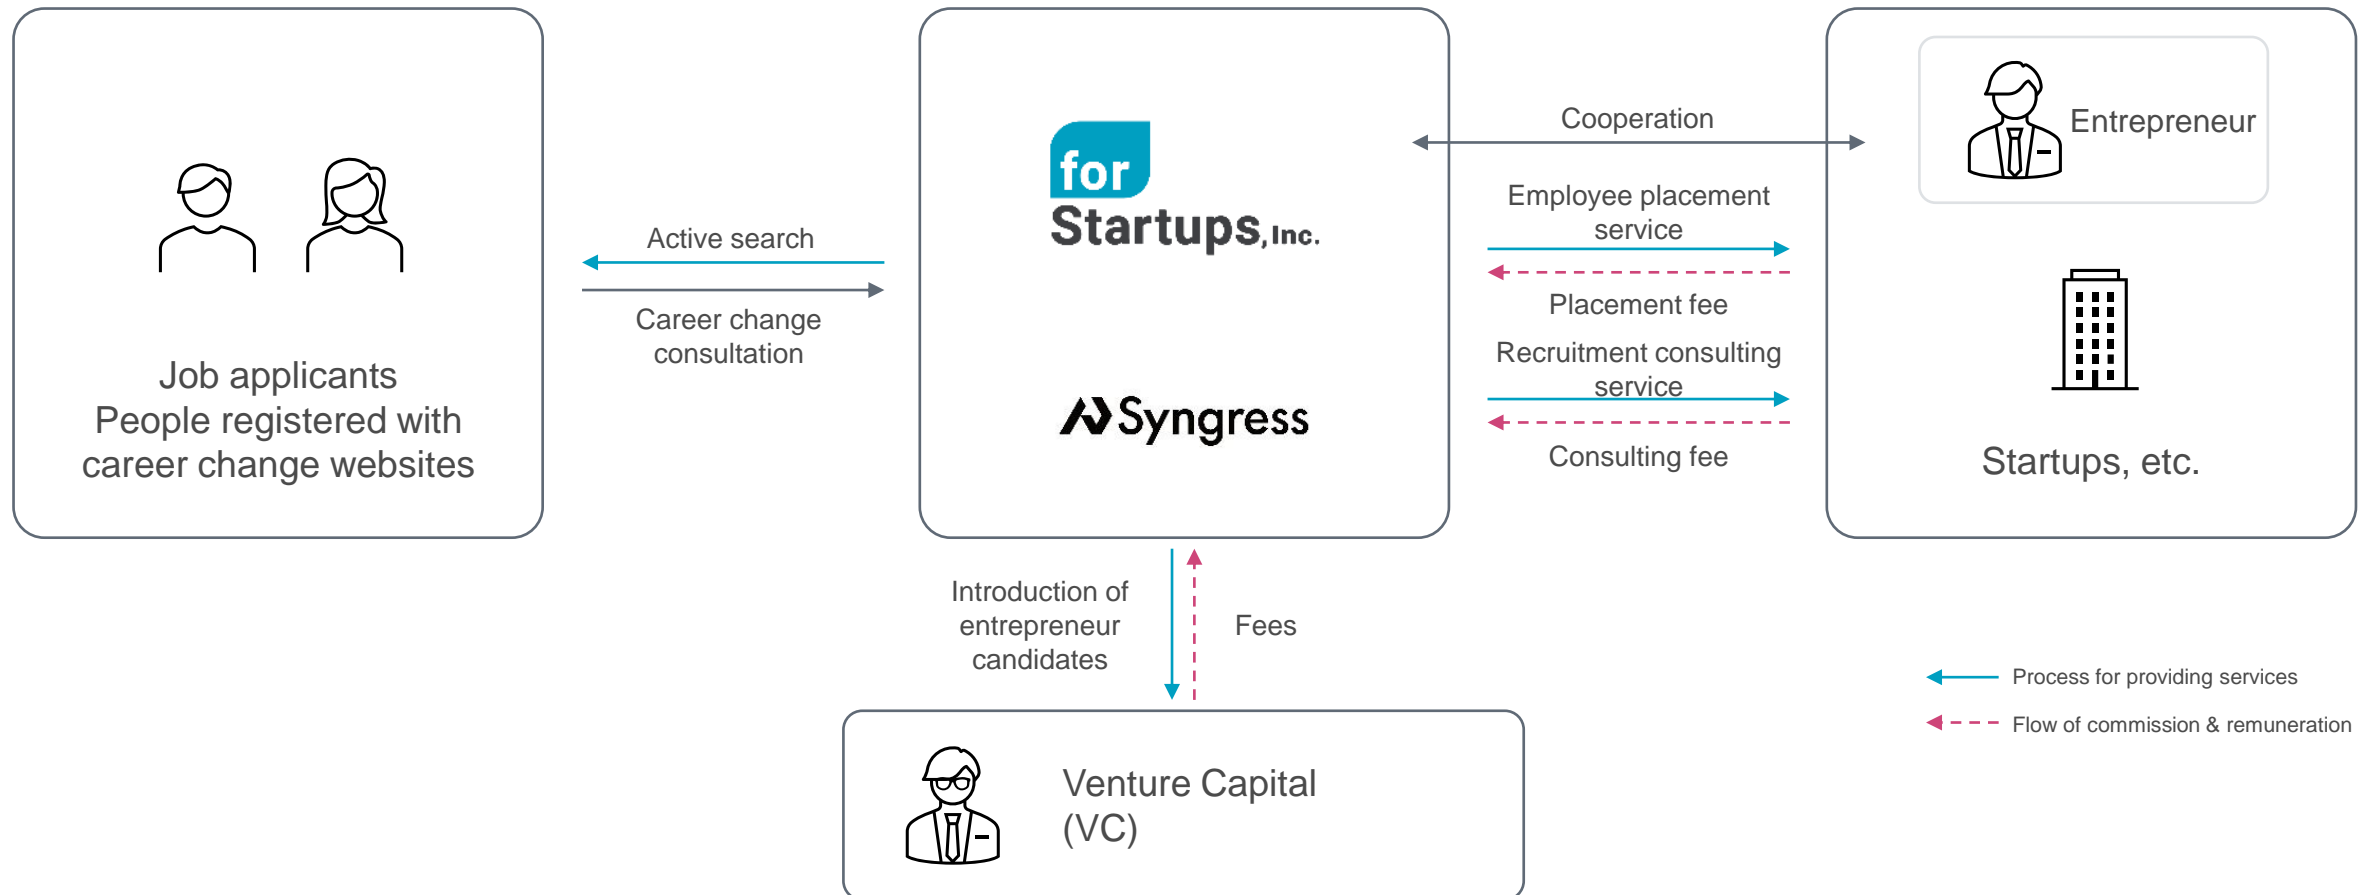 Job applicants
People registered with
career change websites
Active search
Career change
consultation
for
Startups, Inc.
Syngress
Cooperation
Employee placement
service
Placement fee
Recruitment consulting
service
Consulting fee
Entrepreneur
Startups, etc.
Introduction of
entrepreneur
candidates
Fees
Venture Capital
(VC)
Process for providing services
Flow of commission & remuneration